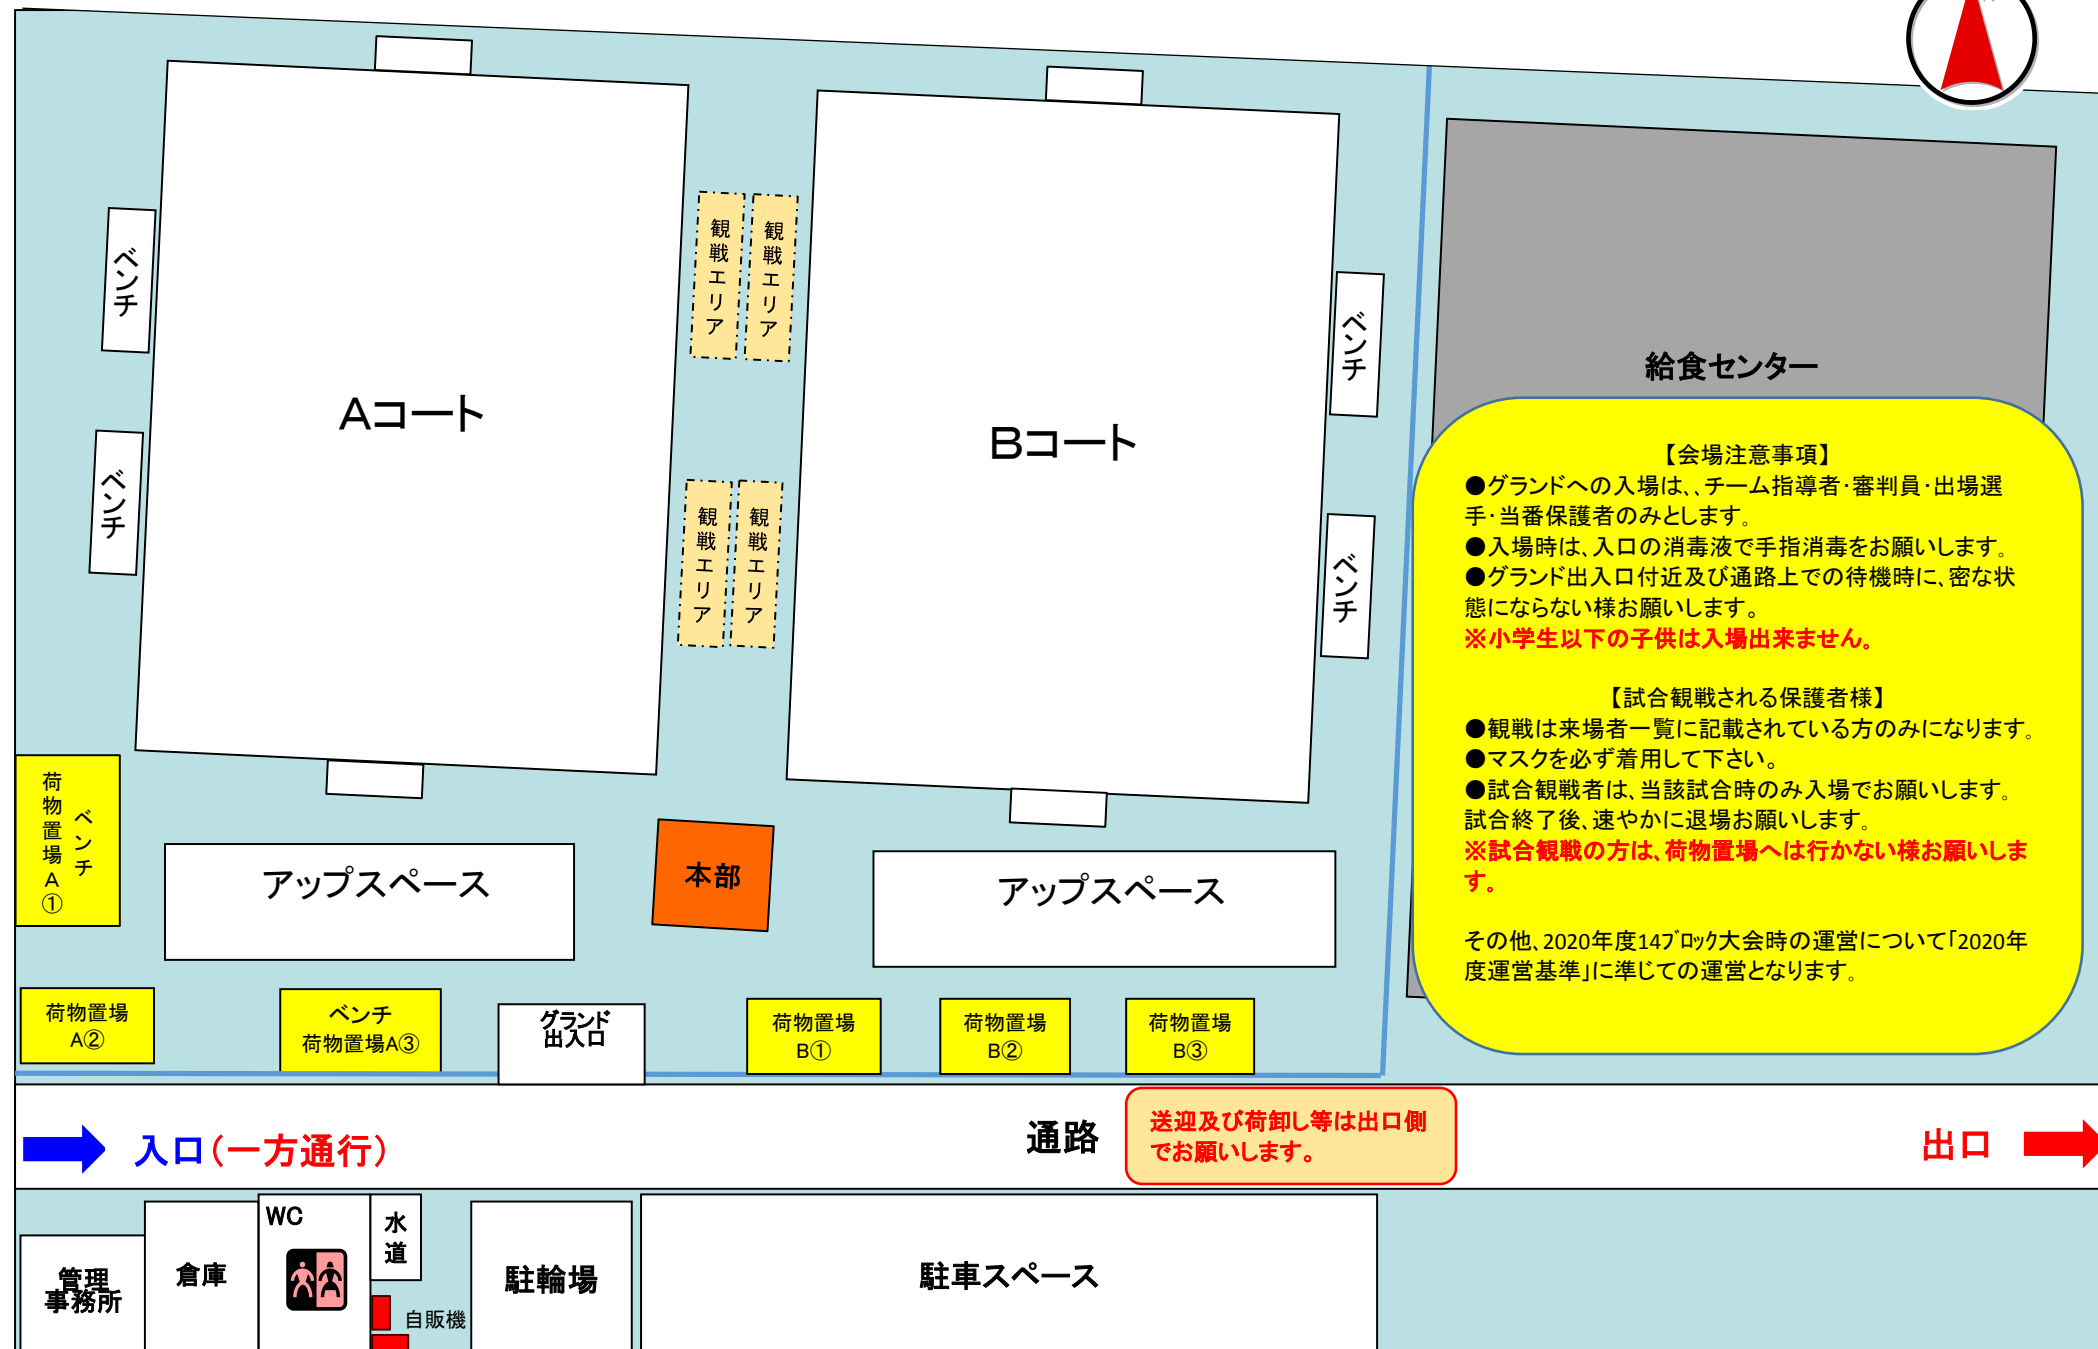 ベンチ
ベンチ
Aコート
観戦エリア
観戦エリア
観戦エリア
観戦エリア
Bコート
ベンチ
ベンチ
給食センター
【会場注意事項】
●グランドへの入場は、、チーム指導者・審判員・出場選
手・当番保護者のみとします。
●入場時は、入口の消毒液で手指消毒をお願いします。
●グランド出入口付近及び通路上での待機時に、密な状
態にならない様お願いします。
※小学生以下の子供は入場出来ません。
【試合観戦される保護者様】
●観戦は来場者一覧に記載されている方のみになります。
●マスクを必ず着用して下さい。
●試合観戦者は、当該試合時のみ入場でお願いします。
試合終了後、速やかに退場お願いします。
※試合観戦の方は、荷物置場へは行かない様お願いしま
す。
その他、2020年度14ブロック大会時の運営について「2020年
度運営基準」に準じての運営となります。
ベンチ
荷物置場A①
アップスペース
本部
アップスペース
荷物置場
A②
ベンチ
荷物置場A③
グランド
出入口
荷物置場
B①
荷物置場
B②
荷物置場
B③
入口(一方通行)
通路
送迎及び荷卸し等は出口側
でお願いします。
出口
管理
事務所
倉庫
WC
水道
自販機
駐輪場
駐車スペース